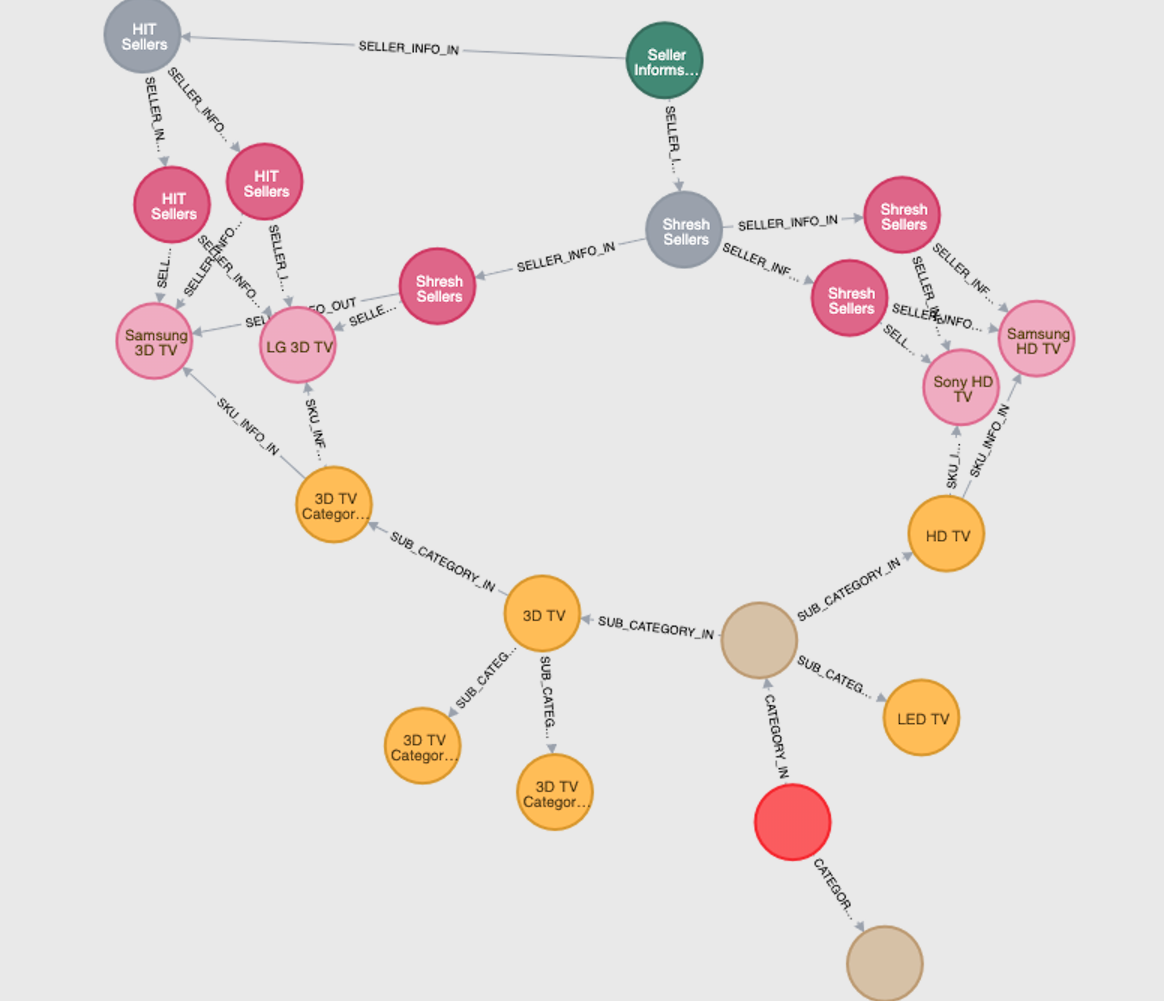 HIT
Sellers
SELLER_INFO_IN
Seller
Informs...
SELLER_IN...
SELLER_INFO...
SELLER_I...
HIT
Sellers
HIT
Sellers
Shresh
Sellers
SELLER_INFO_IN
Shresh
Sellers
SELLER_INFO_IN
Shresh
Sellers
SELLER_INF...
Shresh
Sellers
SELL...
SELLER_INFO...
SELLER_INFO...
SELLER_I...
SELLE...
SELLER_INF...
SELLER_INFO...
SELL...
Samsung
3D TV
LG 3D TV
Samsung
HD TV
Sony HD
TV
SKU_INFO_IN
SKU_INF...
SKU_I...
SKU_INFO_IN
3D TV
Categor...
HD TV
SUB_CATEGORY_IN
SUB_CATEGORY_IN
3D TV
SUB_CATEGORY_IN
SUB_CATEG...
SUB_CATEG...
SUB_CATEG...
LED TV
3D TV
Categor...
3D TV
Categor...
CATEGORY_IN
CATEGOR...